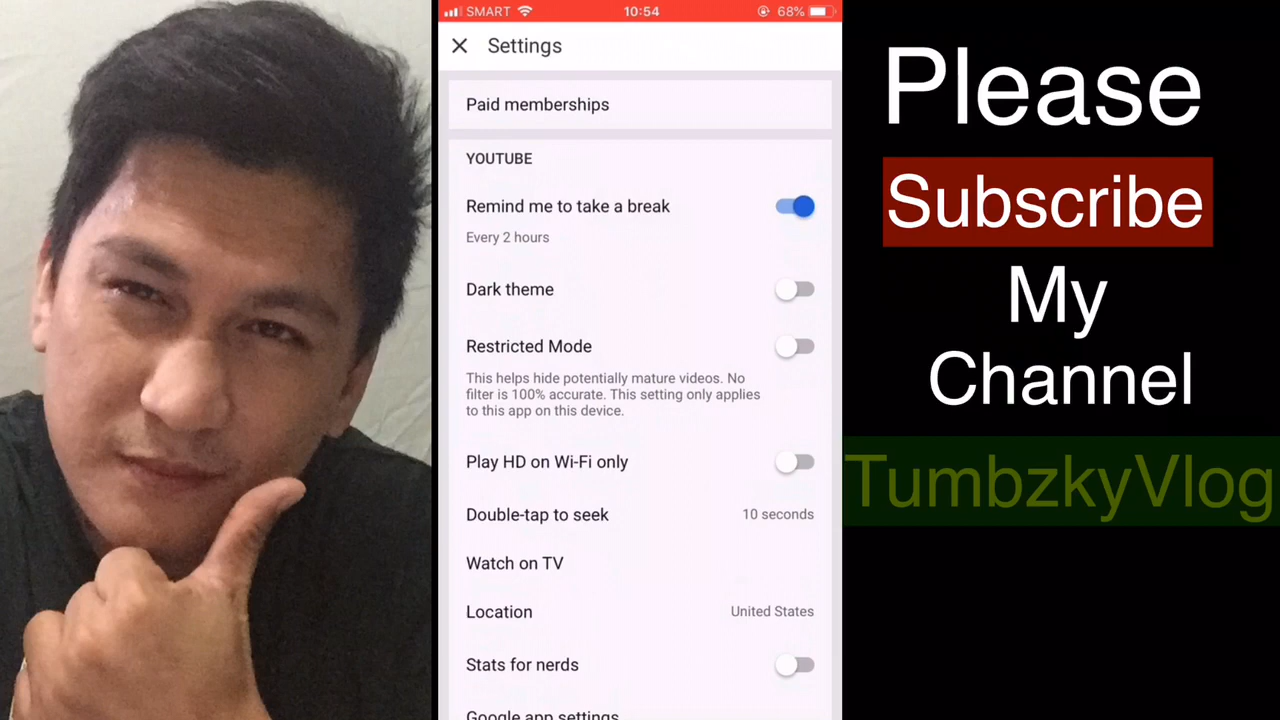 SMART 10:54 68%
Settings
Paid memberships
YOUTUBE
Remind me to take a break
Every 2 hours
Dark theme
Restricted Mode
This helps hide potentially mature videos. No
filter is 100% accurate. This setting only applies
to this app on this device.
Play HD on Wi-Fi only
Double-tap to seek 10 seconds
Watch on TV
Location United States
Stats for nerds
Google app settings
Please
Subscribe
My
Channel
TumbzkyVlog